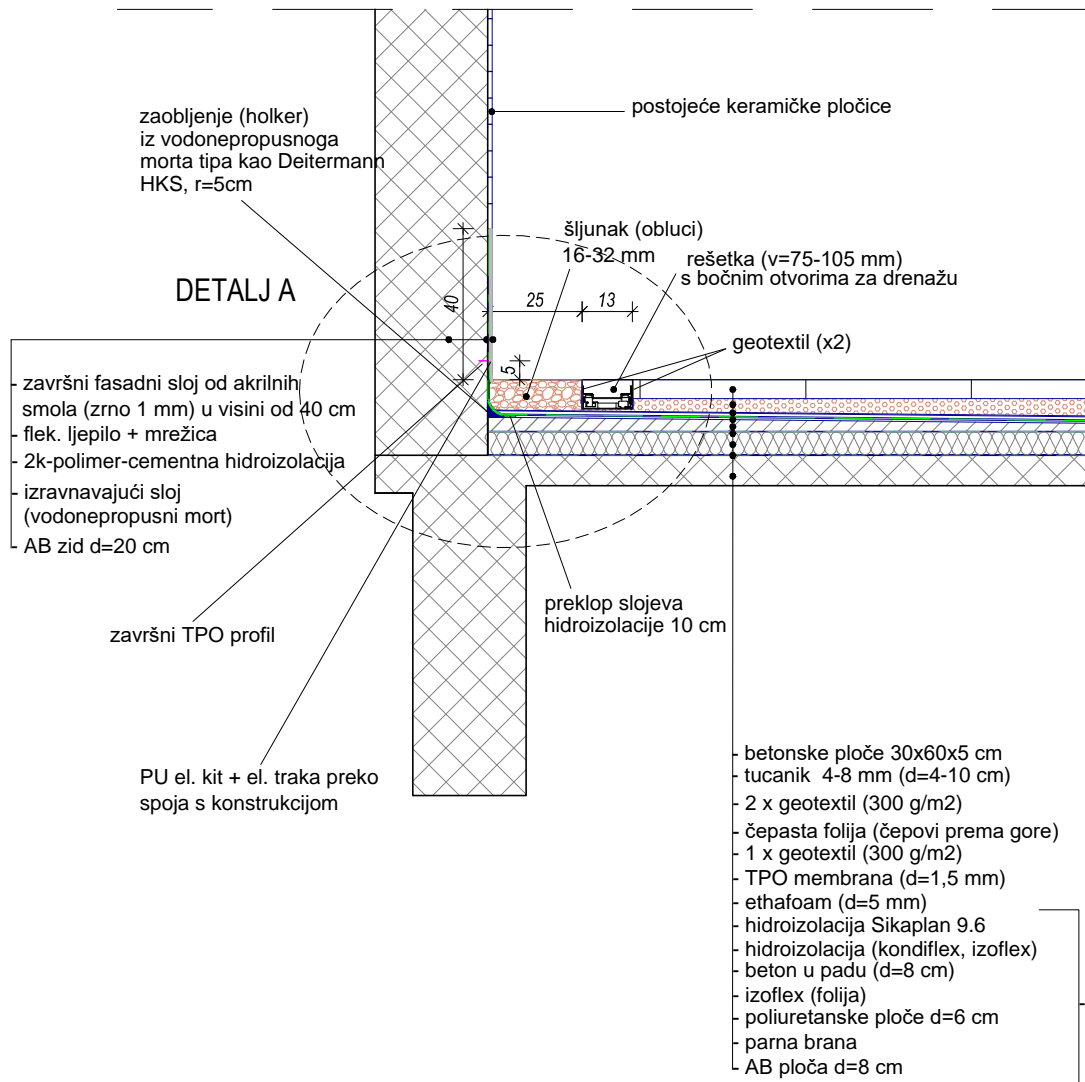 postojeće keramičke pločice
zaobljenje (holker)
iz vodonepropusnoga
morta tipa kao Deitermann
HKS, r=5cm
šljunak (obluci)
16-32 mm
rešetka (v=75-105 mm)
s bočnim otvorima za drenažu
DETALJ A
40
25
13
5
geotextil (x2)
- završni fasadni sloj od akrilnih
smola (zrno 1 mm) u visini od 40 cm
- flek. ljepilo + mrežica
- 2k-polimer-cementna hidroizolacija
- izravnavajući sloj
(vodonepropusni mort)
- AB zid d=20 cm
završni TPO profil
preklop slojeva
hidroizolacije 10 cm
PU el. kit + el. traka preko
spoja s konstrukcijom
- betonske ploče 30x60x5 cm
- tucanik 4-8 mm (d=4-10 cm)
- 2 x geotextil (300 g/m2)
- čepasta folija (čepovi prema gore)
- 1 x geotextil (300 g/m2)
- TPO membrana (d=1,5 mm)
- ethafoam (d=5 mm)
- hidroizolacija Sikaplan 9.6
- hidroizolacija (kondiflex, izoflex)
- beton u padu (d=8 cm)
- izoflex (folija)
- poliuretanske ploče d=6 cm
- parna brana
- AB ploča d=8 cm